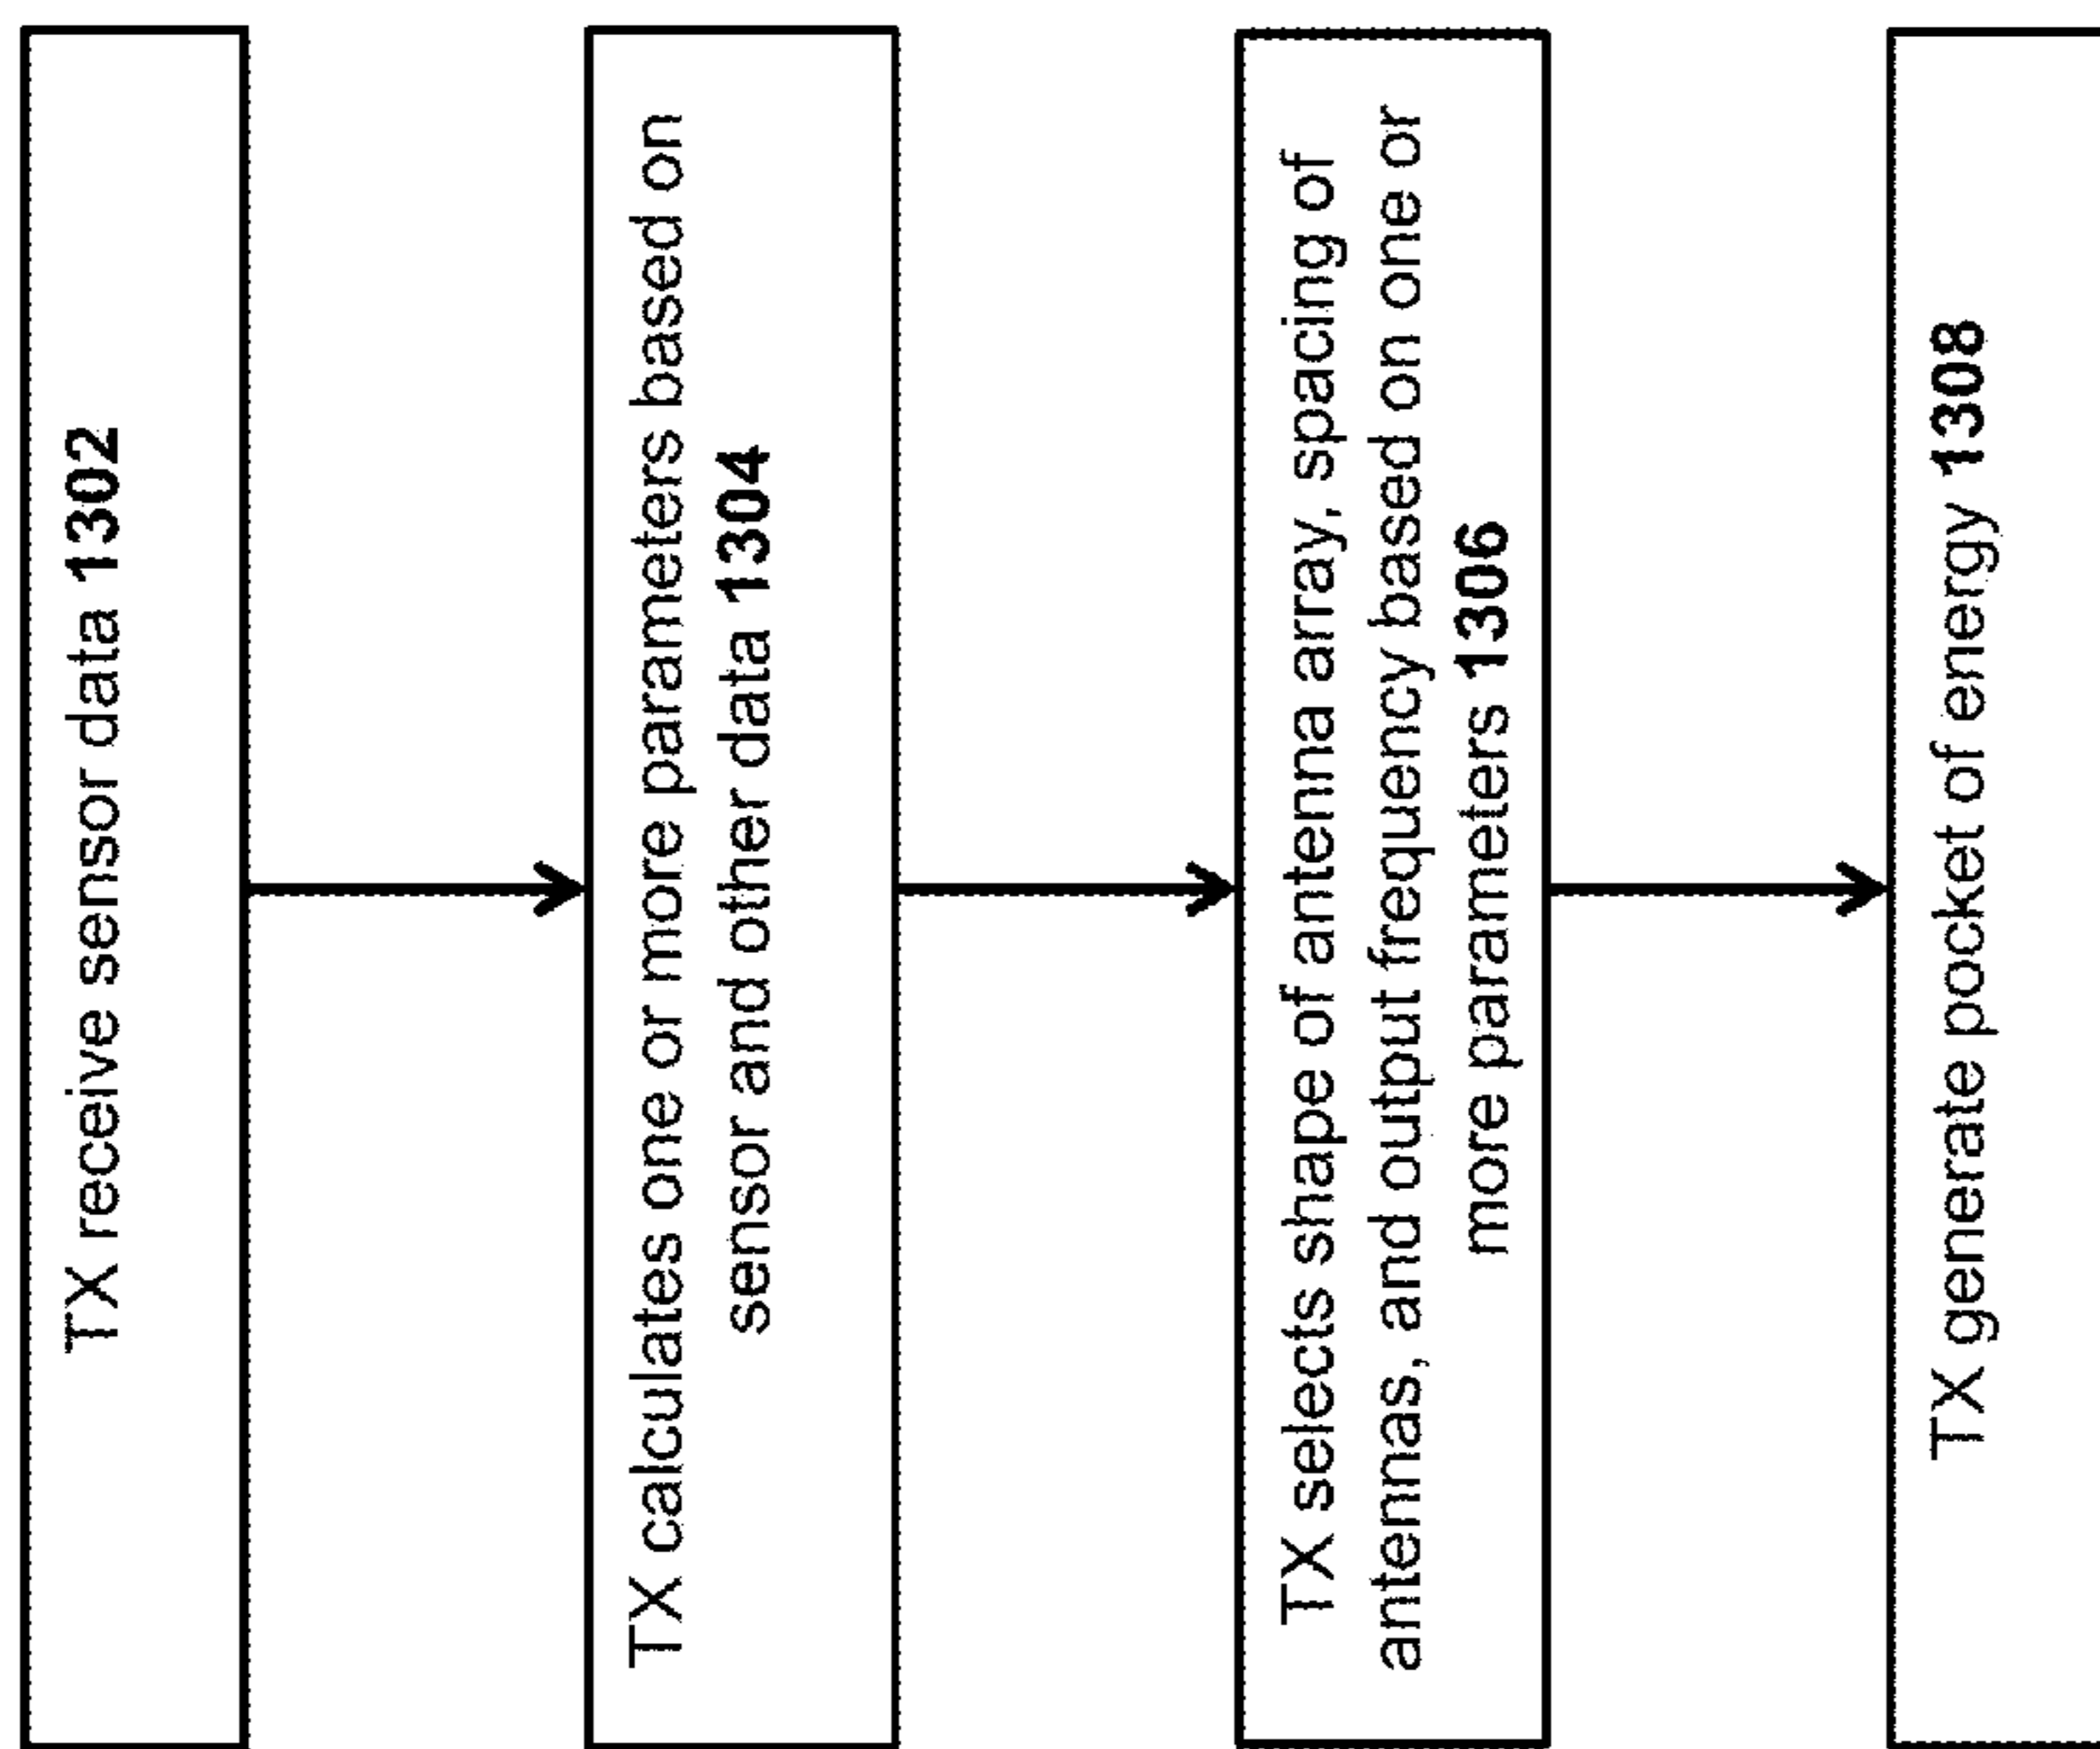 TX receive sensor data 1302
TX calculates one or more parameters based on
sensor and other data 1304
TX selects shape of antenna array, spacing of
antennas, and output frequency based on one or
more parameters 1306
TX generate pocket of energy 1308